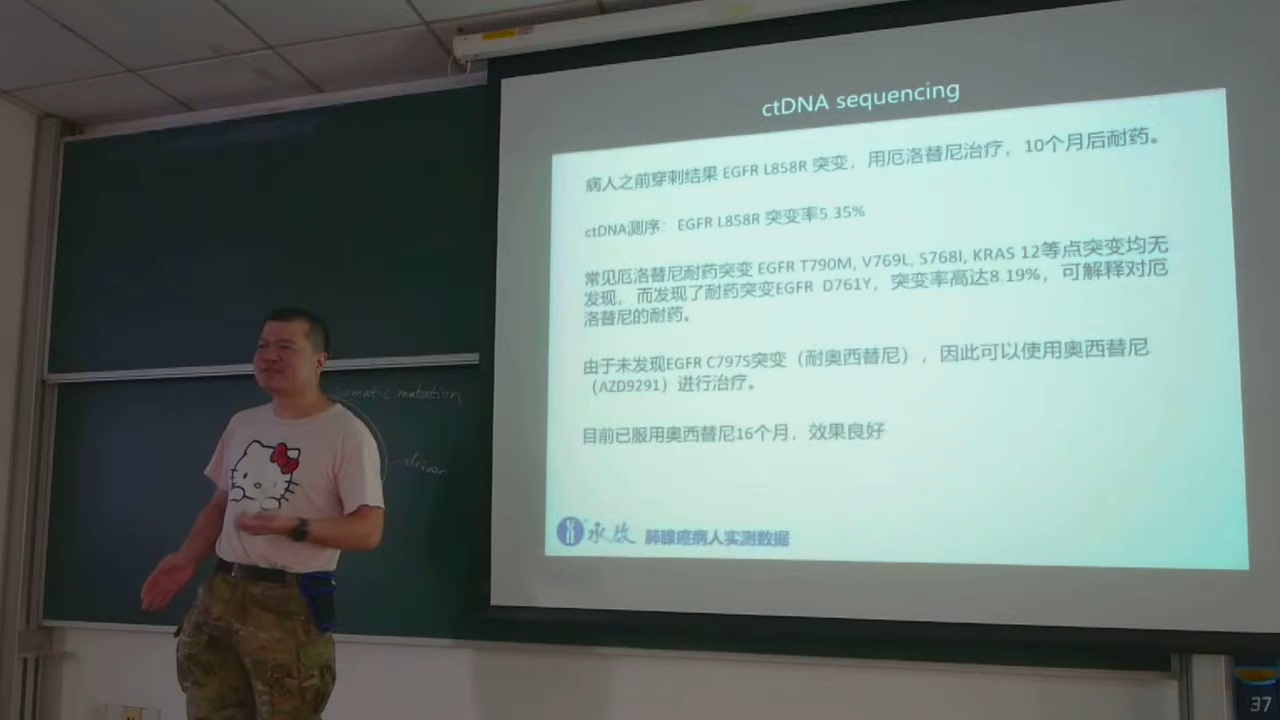 ctDNA sequencing
病人之前穿刺结果 EGFR L858R 突变，用厄洛替尼治疗，10个月后耐药。
ctDNA测序：EGFR L858R 突变率5.35%
常见厄洛替尼耐药突变 EGFR T790M, V769L, S768I, KRAS 12等点突变均无
发现，而发现了耐药突变EGFR D761Y，突变率高达8.19%，可解释对厄
洛替尼的耐药。
由于未发现EGFR C797S突变（耐奥西替尼），因此可以使用奥西替尼
（AZD9291）进行治疗。
目前已服用奥西替尼16个月，效果良好
承启 肺腺癌病人实测数据
somatic mutation
driver
37